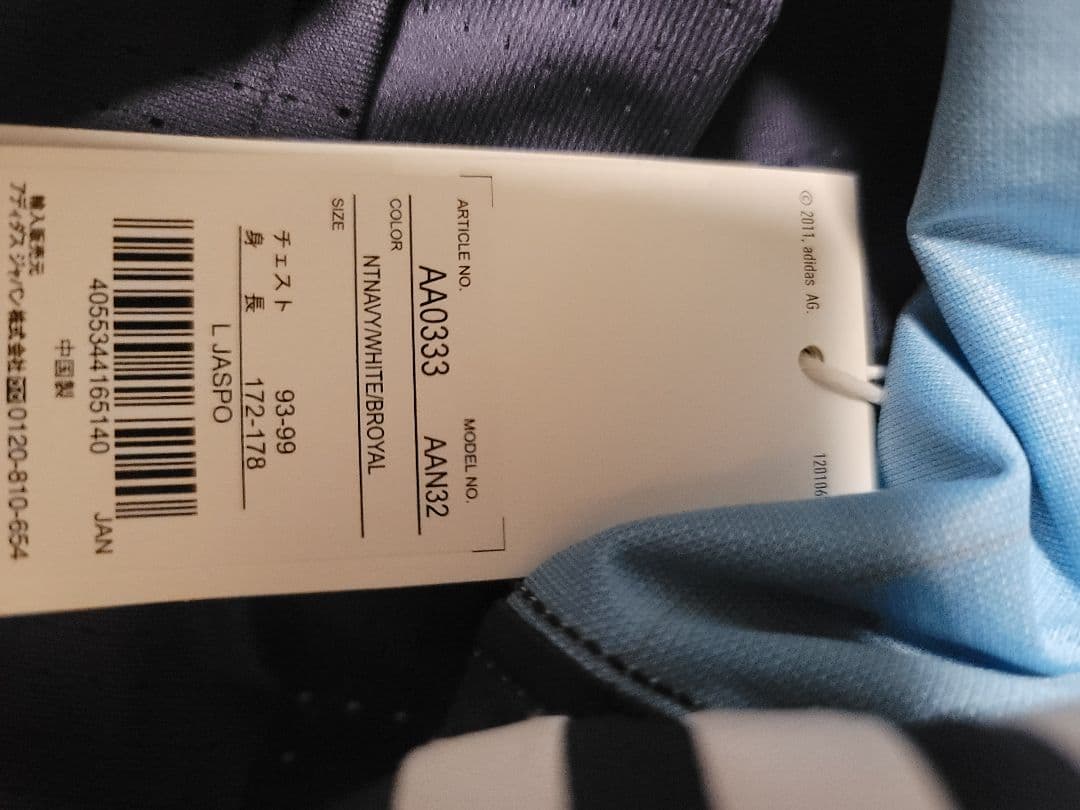 © 2011, adidas AG.
120106
ARTICLE NO. MODEL NO.
AA0333 AAN32
COLOR
NTNAVY/WHITE/BROYAL
SIZE
チェスト 93-99
身長 172-178
L JASPO
4055344165140 JAN
中国製
輸入販売元
アディダス ジャパン株式会社 0120-810-654